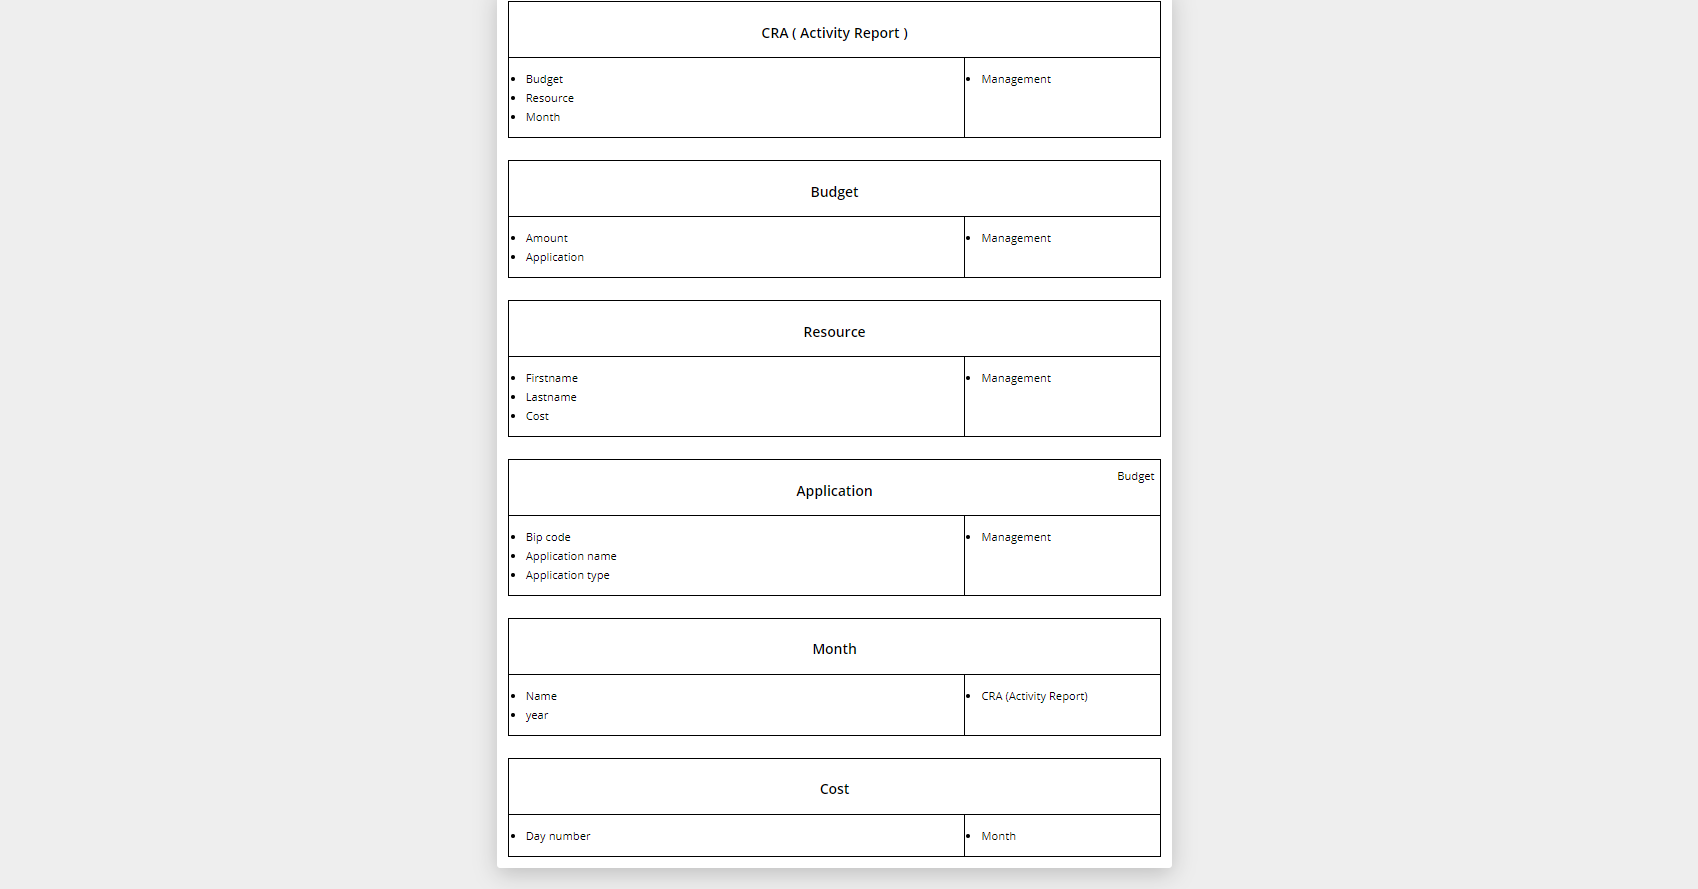 CRA ( Activity Report )
Budget
Resource
Month
Management
Budget
Amount
Application
Management
Resource
Firstname
Lastname
Cost
Management
Budget
Application
Bip code
Application name
Application type
Management
Month
Name
year
CRA (Activity Report)
Cost
Day number
Month